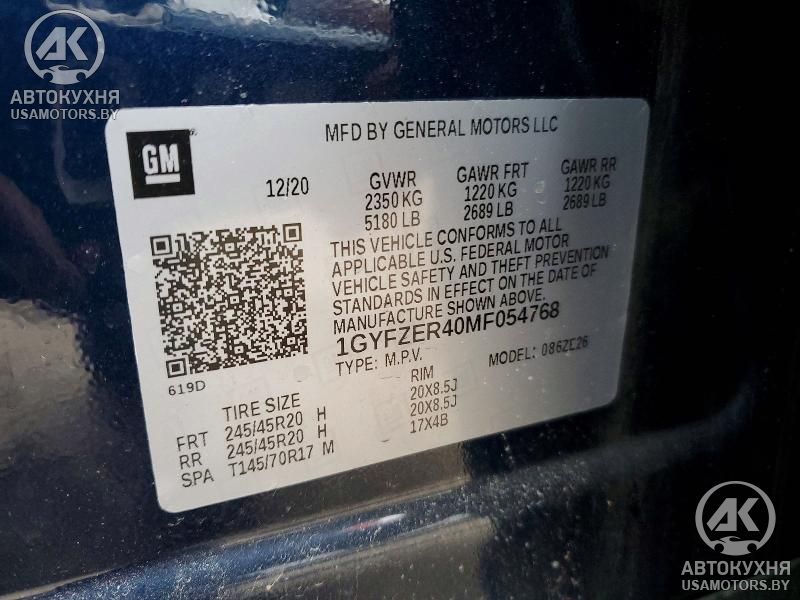 AK
АВТОКУХНЯ
USAMOTORS.BY
GM
MFD BY GENERAL MOTORS LLC
12/20 GVWR GAWR FRT GAWR RR
2350 KG 1220 KG 1220 KG
5180 LB 2689 LB 2689 LB
THIS VEHICLE CONFORMS TO ALL
APPLICABLE U.S. FEDERAL MOTOR
VEHICLE SAFETY AND THEFT PREVENTION
STANDARDS IN EFFECT ON THE DATE OF
MANUFACTURE SHOWN ABOVE.
1GYFZER40MF054768
TYPE: M.P.V. MODEL:
619D
TIRE SIZE RIM
FRT 245/45R20 H 20X8.5J
RR 245/45R20 H 20X8.5J
SPA T145/70R17 M 17X4B
AK
АВТОКУХНЯ
USAMOTORS.BY